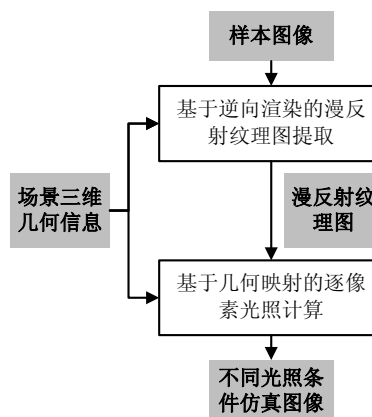 样本图像
基于逆向渲染的漫反
射纹理图提取
场景三维
几何信息
漫反射纹
理图
基于几何映射的逐像
素光照计算
不同光照条
件仿真图像